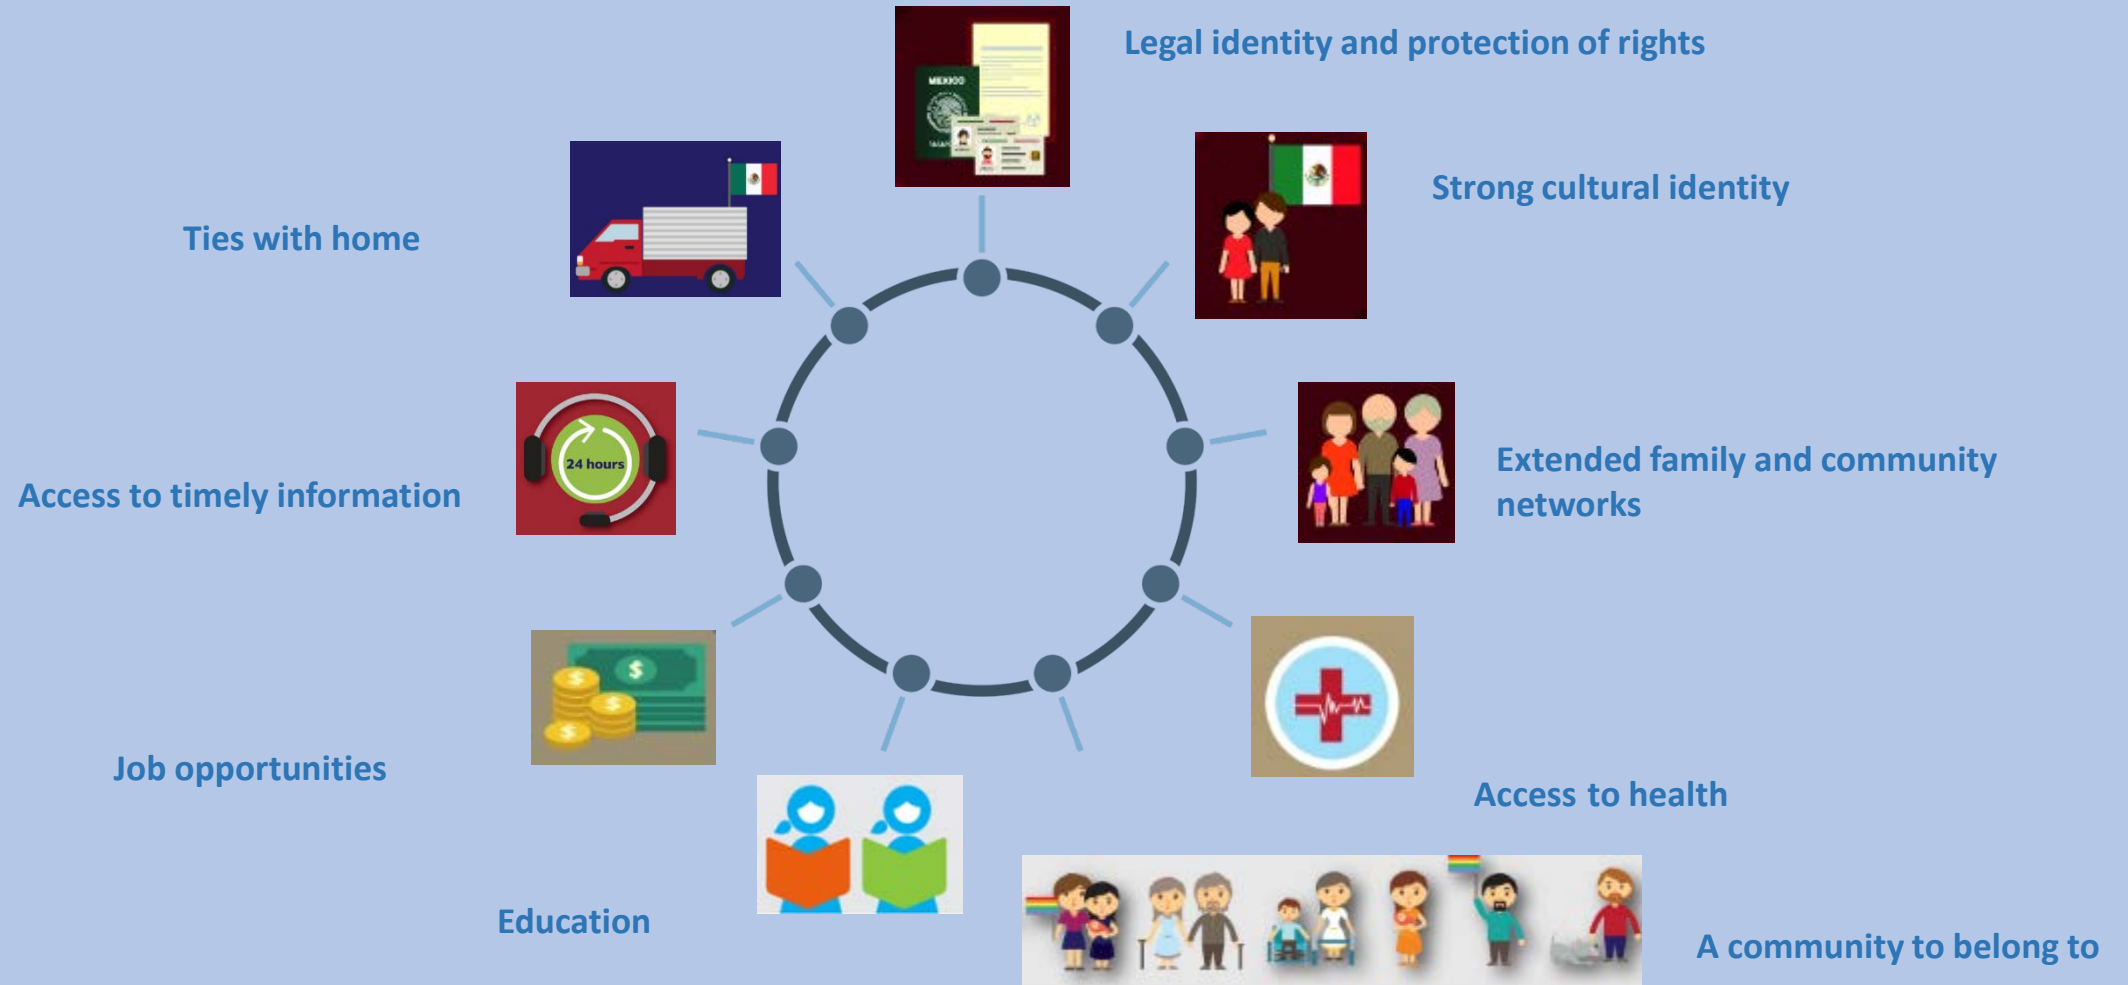 Legal identity and protection of rights
MEXICO
Strong cultural identity
Ties with home
Extended family and community
networks
24 hours
Access to timely information
Job opportunities
$
$
$
$
Access to health
Education
A community to belong to